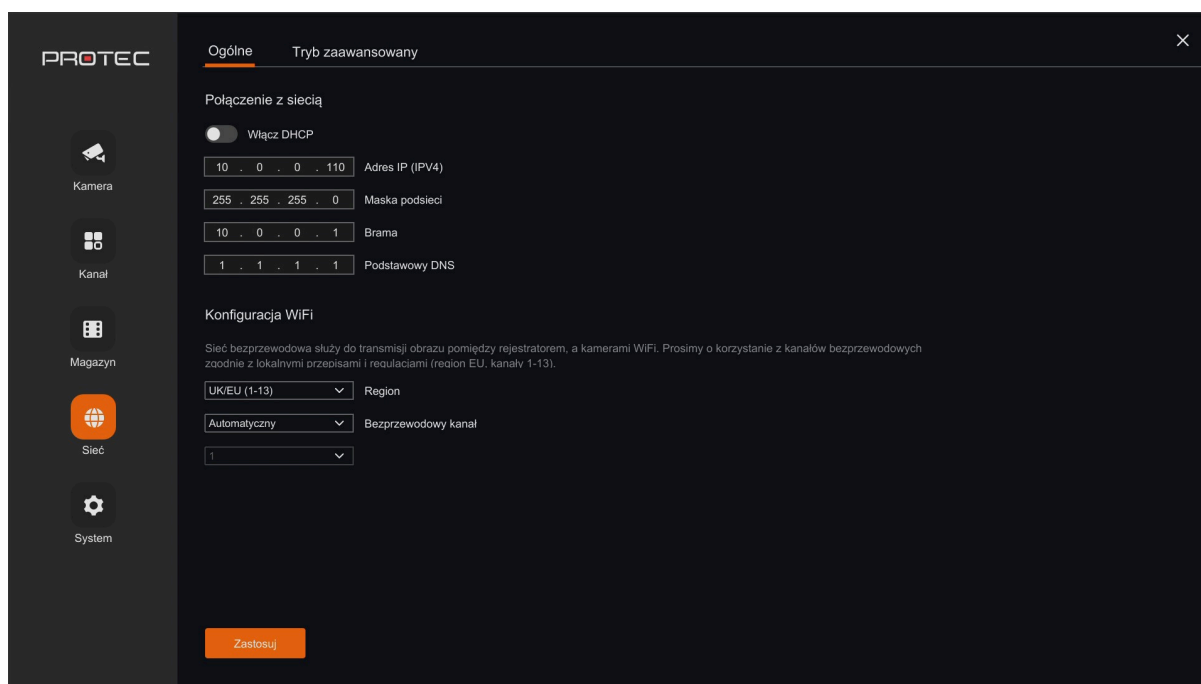 PROTEC
Ogólne Tryb zaawansowany
Połączenie z siecią
Włącz DHCP
10 . 0 . 0 . 110 Adres IP (IPV4)
255 . 255 . 255 . 0 Maska podsieci
10 . 0 . 0 . 1 Brama
1 . 1 . 1 . 1 Podstawowy DNS
Konfiguracja WiFi
Sieć bezprzewodowa służy do transmisji obrazu pomiędzy rejestratorem, a kamerami WiFi. Prosimy o korzystanie z kanałów bezprzewodowych
zgodnie z lokalnymi przepisami i regulacjami (region EU, kanały 1-13).
UK/EU (1-13) Region
Automatyczny Bezprzewodowy kanał
1
Zastosuj
Kamera
Kanał
Magazyn
Sieć
System